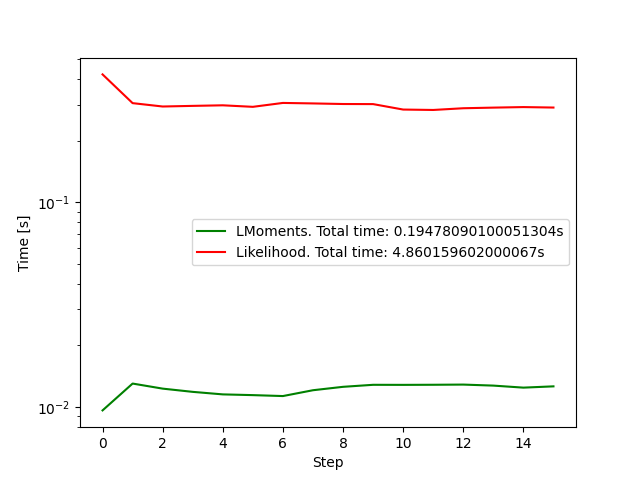 Time [s]
10⁻¹
10⁻²
LMoments. Total time: 0.19478090100051304s
Likelihood. Total time: 4.860159602000067s
0 2 4 6 8 10 12 14
Step